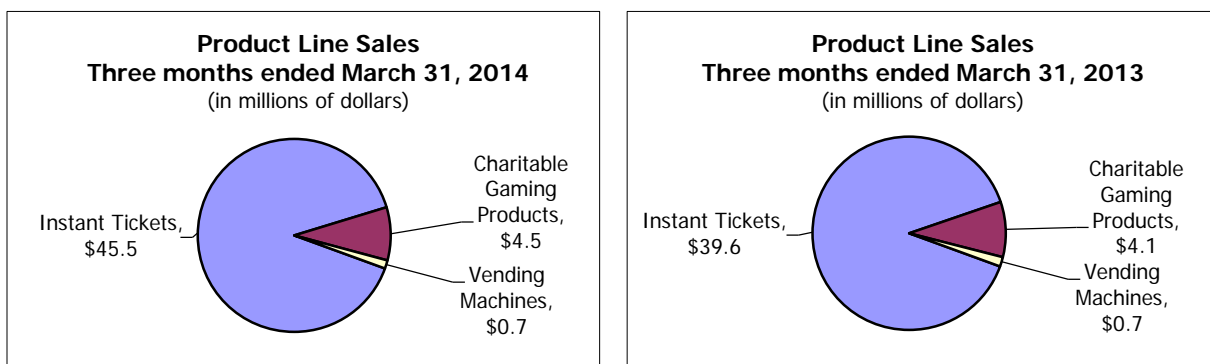 Product Line Sales
Three months ended March 31, 2014
(in millions of dollars)
Instant Tickets,
$45.5
Charitable
Gaming
Products,
$4.5
Vending
Machines,
$0.7
Product Line Sales
Three months ended March 31, 2013
(in millions of dollars)
Instant Tickets,
$39.6
Charitable
Gaming
Products,
$4.1
Vending
Machines,
$0.7